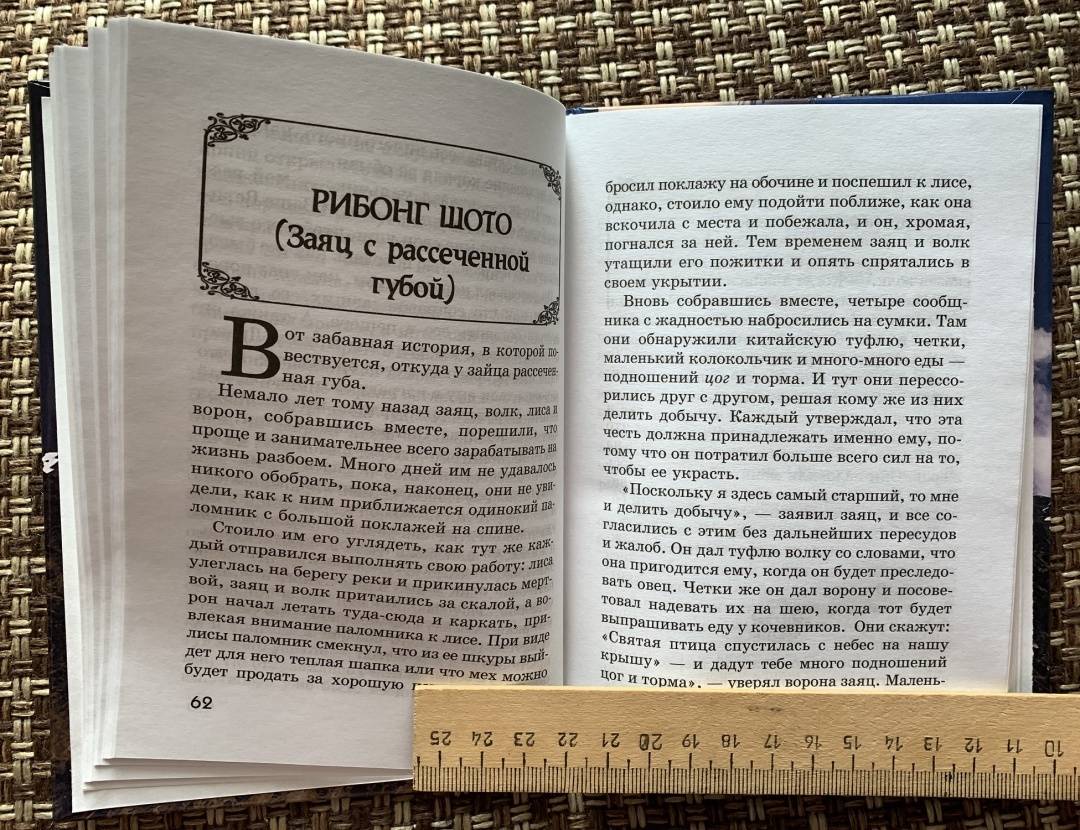 РИБОНГ ШОТО
(Заяц с рассеченной
губой)
Вот забавная история, в которой по-
вествуется, откуда у зайца рассечен-
ная губа.
Немало лет тому назад заяц, волк, лиса и
ворон, собравшись вместе, порешили, что
проще и занимательнее всего зарабатывать на
жизнь разбоем. Много дней им не удавалось
никого обобрать, пока, наконец, они не уви-
дели, как к ним приближается одинокий па-
ломник с большой поклажей на спине.
Стоило им его углядеть, как тут же каж-
дый отправился выполнять свою работу: лиса
улеглась на берегу реки и прикинулась мерт-
вой, заяц и волк притаились за скалой, а во-
рон начал летать туда-сюда и каркать, при-
влекая внимание паломника к лисе. При виде
лисы паломник смекнул, что из ее шкуры вый-
дет для него теплая шапка или что мех можно
будет продать за хорошую
62
бросил поклажу на обочине и поспешил к лисе,
однако, стоило ему подойти поближе, как она
вскочила с места и побежала, и он, хромая,
погнался за ней. Тем временем заяц и волк
утащили его пожитки и опять спрятались в
своем укрытии.
Вновь собравшись вместе, четыре сообщ-
ника с жадностью набросились на сумки. Там
они обнаружили китайскую туфлю, четки,
маленький колокольчик и много-много еды —
подношений цог и торма. И тут они перессо-
рились друг с другом, решая кому же из них
делить добычу. Каждый утверждал, что эта
честь должна принадлежать именно ему, по-
тому что он потратил больше всего сил на то,
чтобы ее украсть.
«Поскольку я здесь самый старший, то мне
и делить добычу», — заявил заяц, и все со-
гласились с этим без дальнейших пересудов
и жалоб. Он дал туфлю волку со словами, что
она пригодится ему, когда он будет преследо-
вать овец. Четки же он дал ворону и посове-
товал надевать их на шею, когда тот будет
выпрашивать еду у кочевников. Они скажут:
«Святая птица спустилась с небес на нашу
крышу» — и дадут тебе много подношений
цог и торма», — уверял ворона заяц. Малень-
25 24 23 22 21 20 19 18 17 16 15 14 13 12 11 10